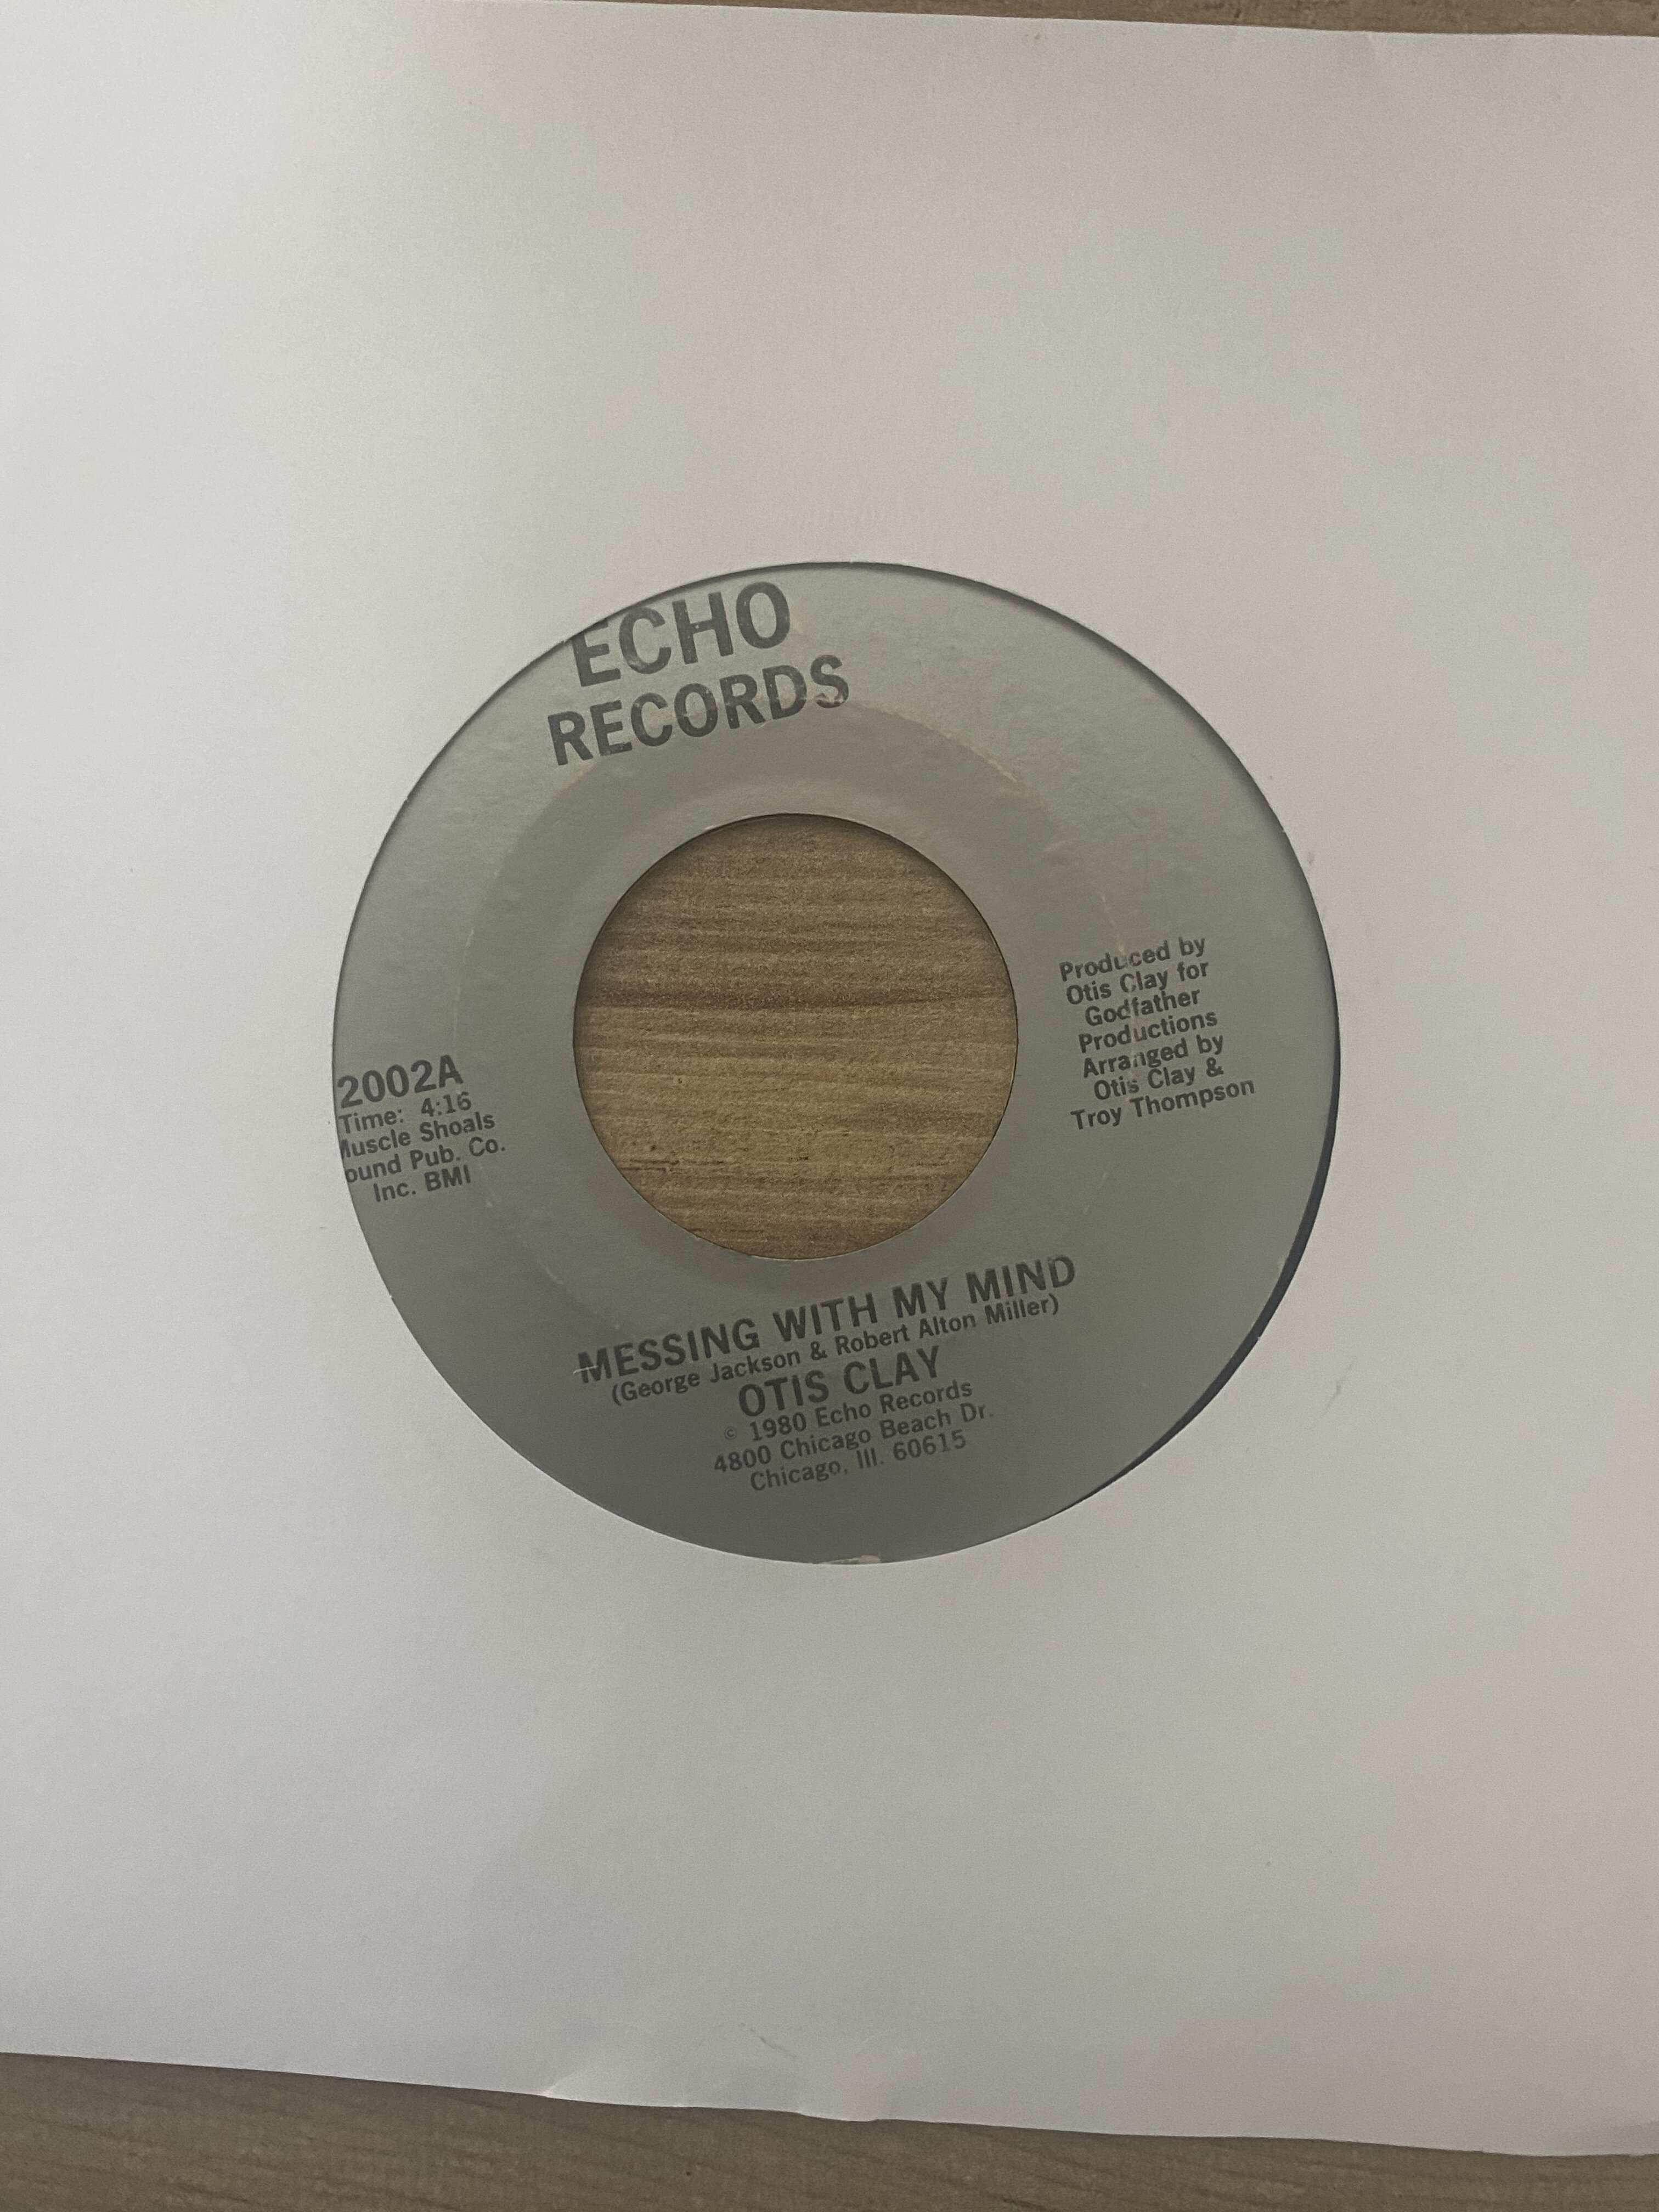 ECHO
RECORDS
2002A
Time: 4:16
Muscle Shoals
ound Pub. Co.
Inc. BMI
Produced by
Otis Clay for
Godfather
Productions
Arranged by
Otis Clay &
Troy Thompson
MESSING WITH MY MIND
(George Jackson & Robert Alton Miller)
OTIS CLAY
© 1980 Echo Records
4800 Chicago Beach Dr.
Chicago, Ill. 60615